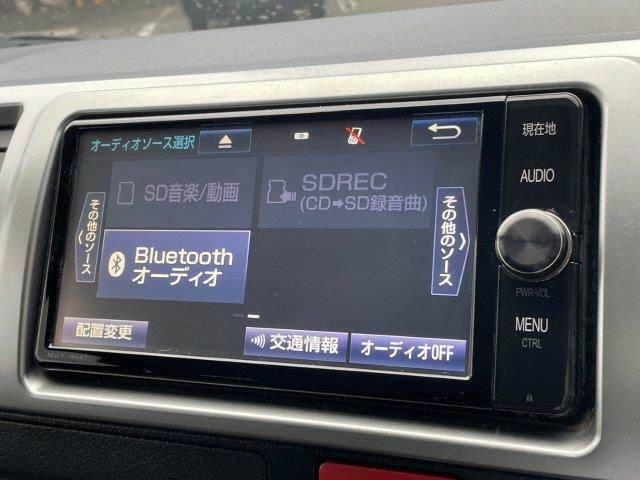 オーディオソース選択
現在地
SD音楽/動画
SDREC
(CD➡SD録音曲)
AUDIO
その他のソース
Bluetooth
オーディオ
その他のソース
PWR·VOL
配置変更
交通情報
オーディオOFF
MENU
CTRL
NSZT-W66T